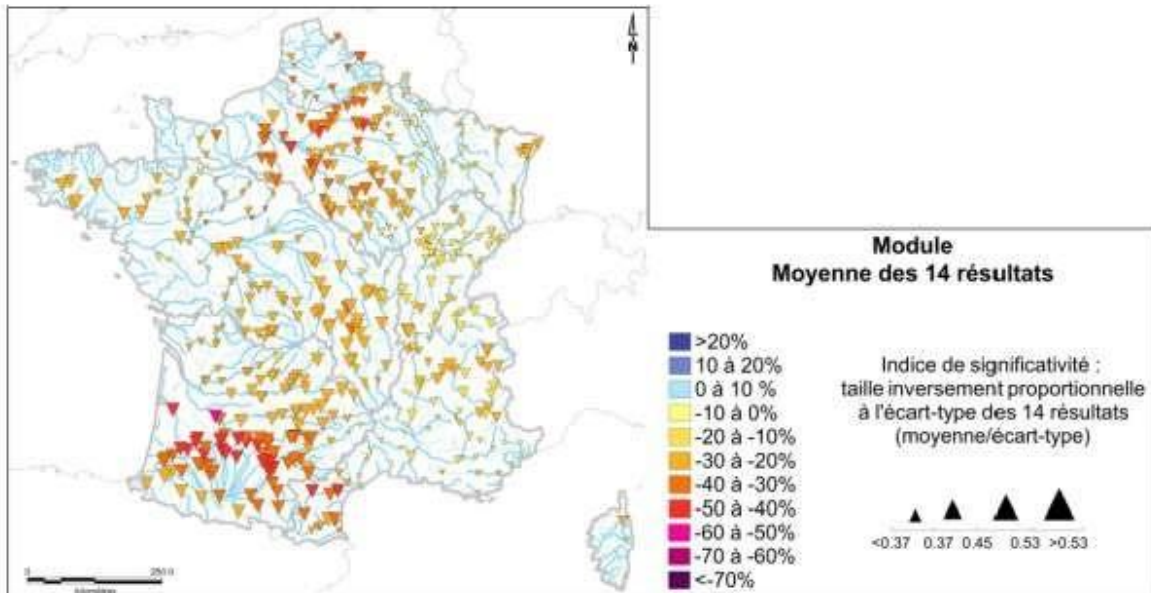 N
Module
Moyenne des 14 résultats
>20%
10 à 20%
0 à 10 %
-10 à 0%
-20 à -10%
-30 à -20%
-40 à -30%
-50 à -40%
-60 à -50%
-70 à -60%
<-70%
Indice de significativité :
taille inversement proportionnelle
à l'écart-type des 14 résultats
(moyenne/écart-type)
<0.37 0.37 0.45 0.53 >0.53
0
kilomètres